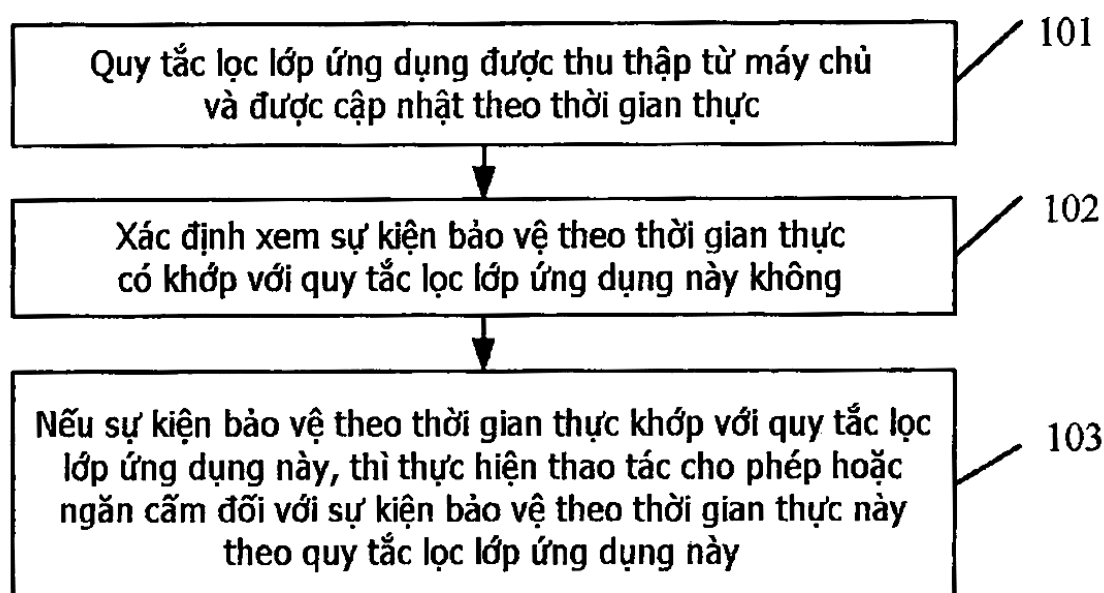 101
Quy tắc lọc lớp ứng dụng được thu thập từ máy chủ
và được cập nhật theo thời gian thực
102
Xác định xem sự kiện bảo vệ theo thời gian thực
có khớp với quy tắc lọc lớp ứng dụng này không
103
Nếu sự kiện bảo vệ theo thời gian thực khớp với quy tắc lọc
lớp ứng dụng này, thì thực hiện thao tác cho phép hoặc
ngăn cấm đối với sự kiện bảo vệ theo thời gian thực này
theo quy tắc lọc lớp ứng dụng này